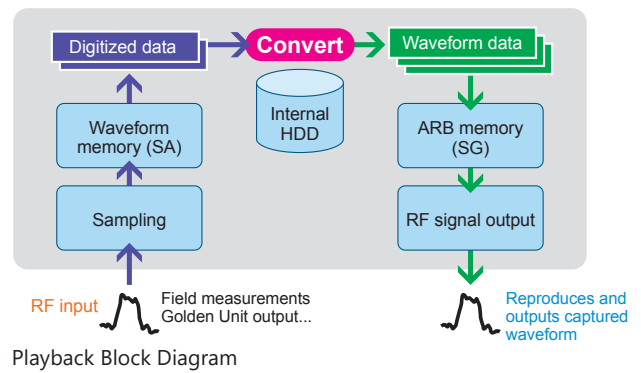 Digitized data
Convert
Waveform data
Waveform
memory (SA)
Internal
HDD
ARB memory
(SG)
Sampling
RF signal output
RF input
Field measurements
Golden Unit output...
Reproduces and
outputs captured
waveform
Playback Block Diagram